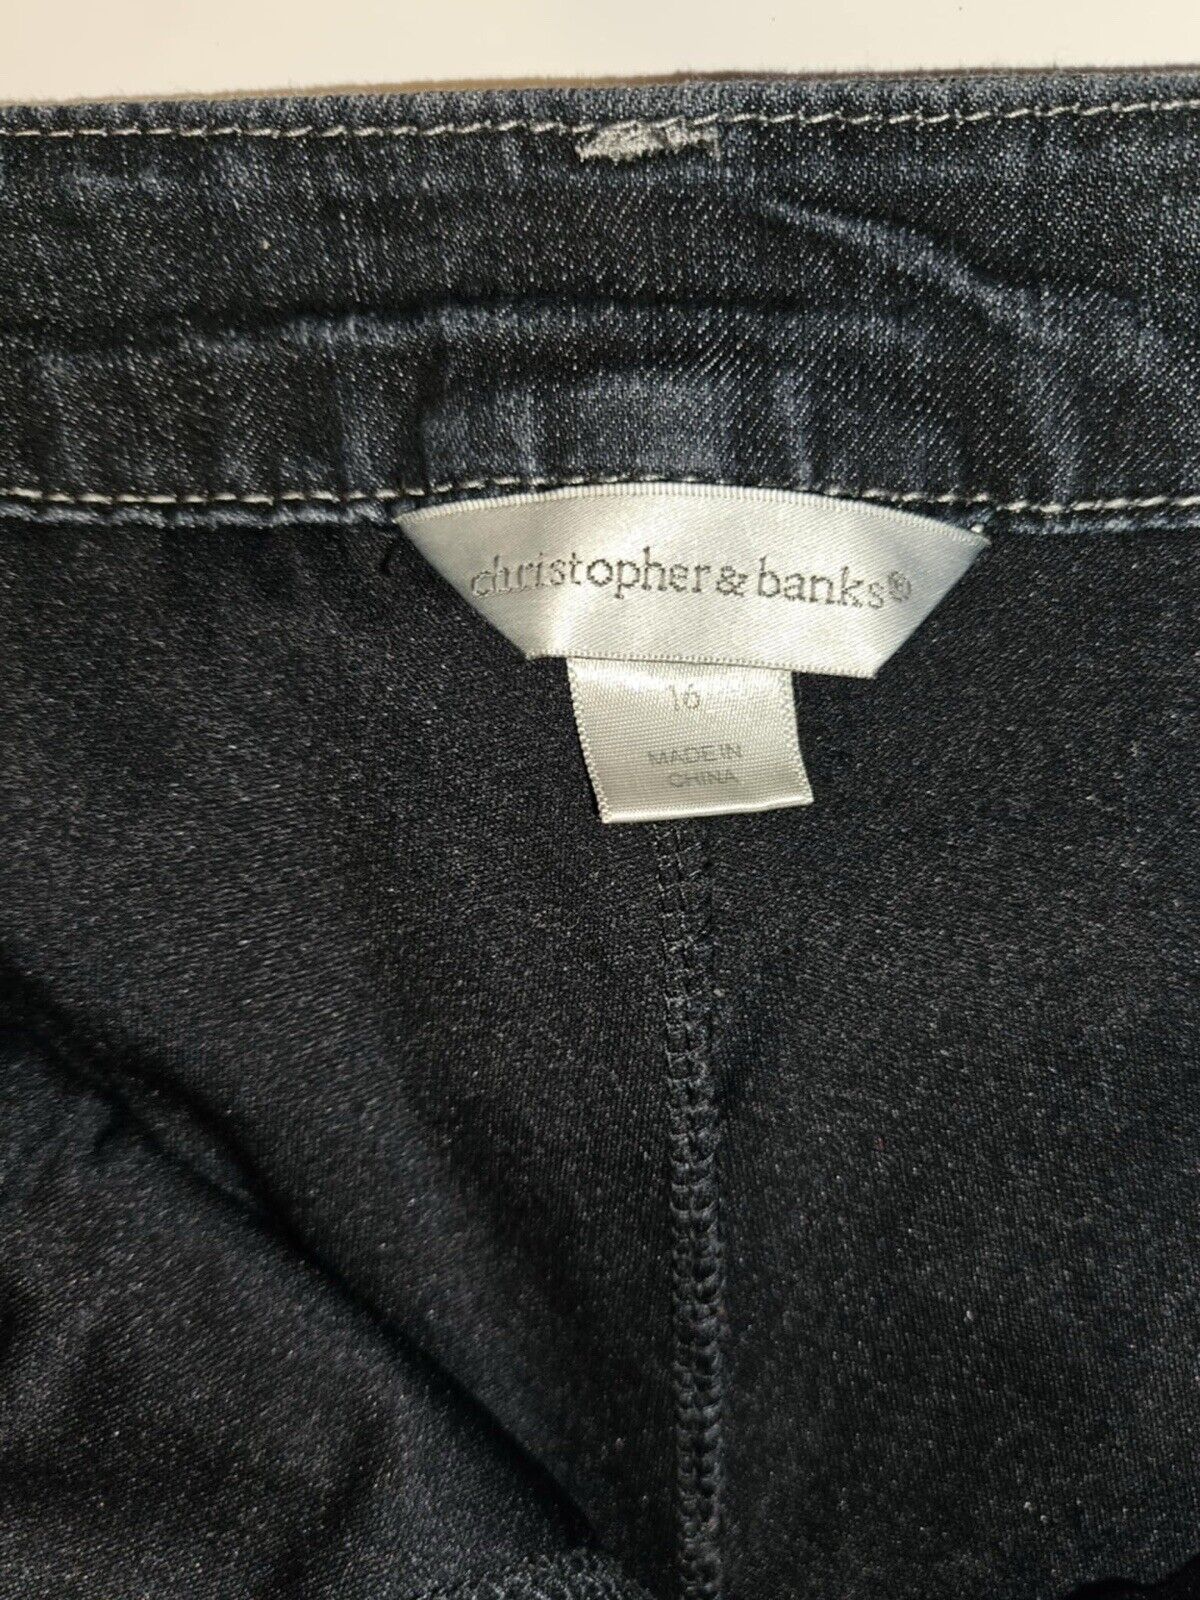 christopher & banks®
16
MADE IN
CHINA